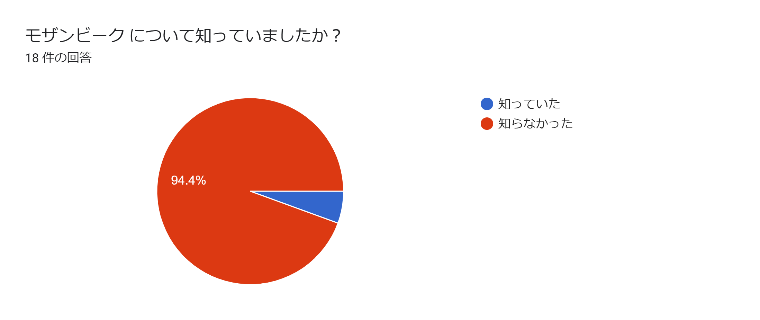 モザンビーク について知っていましたか？
18 件の回答
知っていた
知らなかった
94.4%